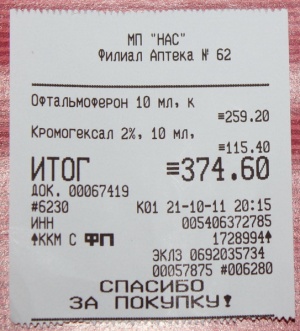 МП "НАС"
Филиал Аптека № 62
Офтальмоферон 10 мл, к
≡259.20
Кромогексал 2%, 10 мл,
≡115.40
ИТОГ ≡374.60
ДОК. 00067419
#6230 К01 21-10-11 20:15
ИНН 005406372785
↑ККМ С ФП 1728994↑
ЭКЛЗ 0692035734
00057875 #006280
СПАСИБО
ЗА ПОКУПКУ!